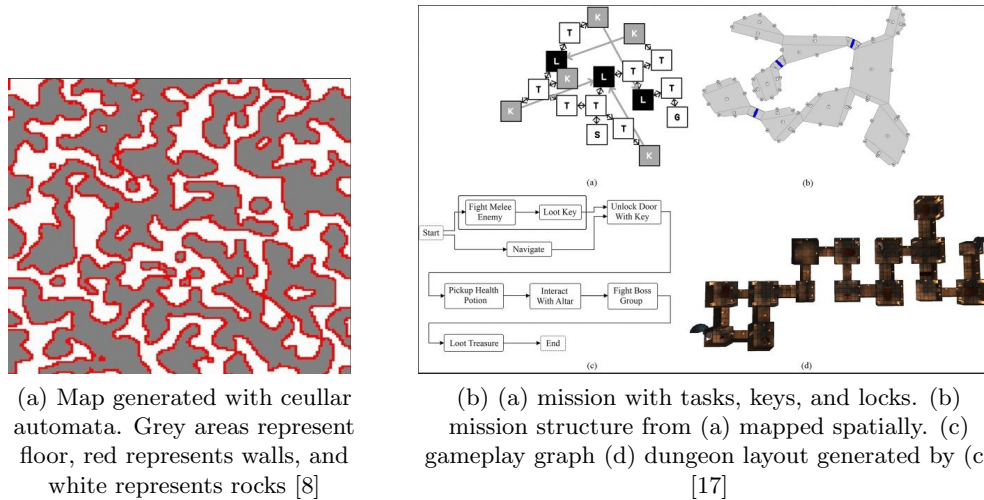 K
T
K
L
T
K
L
T
T
T
K
T
T
L
G
S
T
K
(a)
(b)
Fight Melee
Enemy
Loot Key
Unlock Door
With Key
Start
Navigate
Pickup Health
Potion
Interact
With Altar
Fight Boss
Group
Loot Treasure
End
(c)
(d)
(a) Map generated with ceullar
automata. Grey areas represent
floor, red represents walls, and
white represents rocks [8]
(b) (a) mission with tasks, keys, and locks. (b)
mission structure from (a) mapped spatially. (c)
gameplay graph (d) dungeon layout generated by (c
[17]